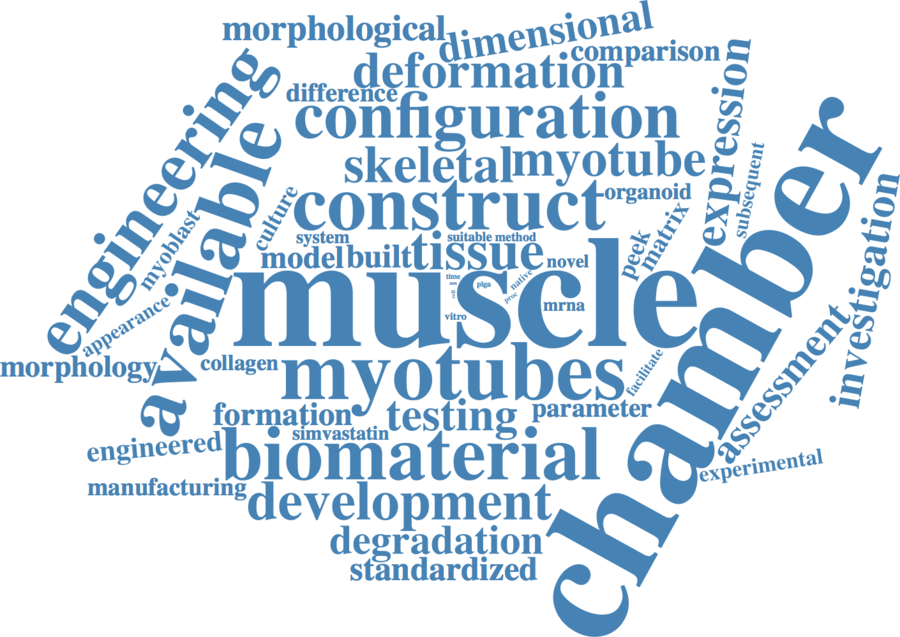 morphological
dimensional
comparison
deformation
difference
configuration
engineering
available
expression
chamber
skeletal
myotube
subsequent
construct
organoid
culture
myoblast
investigation
system
suitable method
peek
matrix
model
built
tissue
novel
time
plga
native
proc
mrna
vitro
muscle
appearance
morphology
collagen
myotubes
facilitate
assessment
formation
testing
parameter
simvastatin
engineered
biomaterial
experimental
manufacturing
development
degradation
standardized